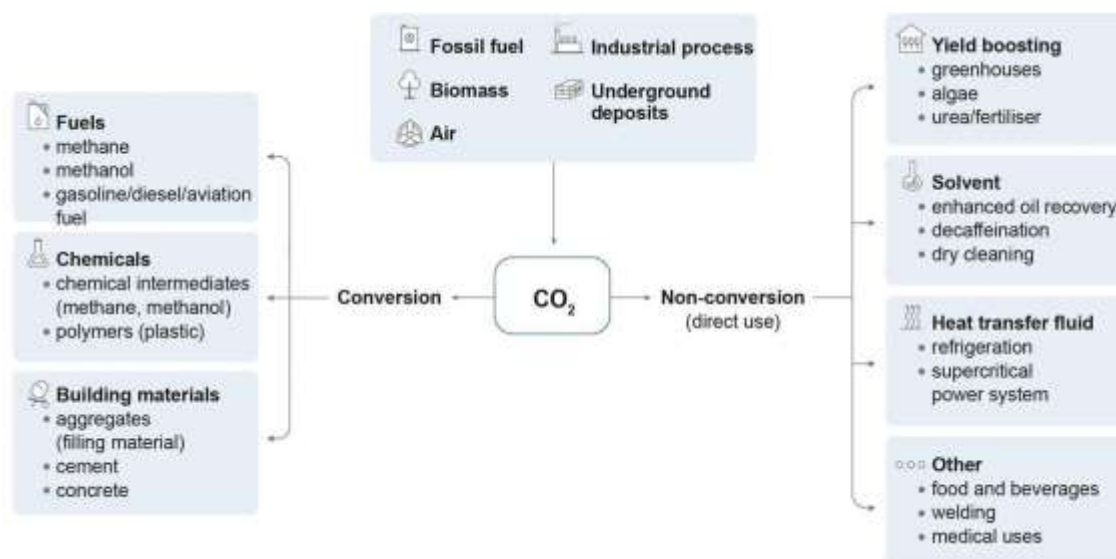 Fossil fuel
Biomass
Air
Industrial process
Underground
deposits
Fuels
• methane
• methanol
• gasoline/diesel/aviation
fuel
Chemicals
• chemical intermediates
(methane, methanol)
• polymers (plastic)
Building materials
• aggregates
(filling material)
• cement
• concrete
Conversion
CO₂
Non-conversion
(direct use)
Yield boosting
• greenhouses
• algae
• urea/fertiliser
Solvent
• enhanced oil recovery
• decaffeination
• dry cleaning
Heat transfer fluid
• refrigeration
• supercritical
power system
Other
• food and beverages
• welding
• medical uses